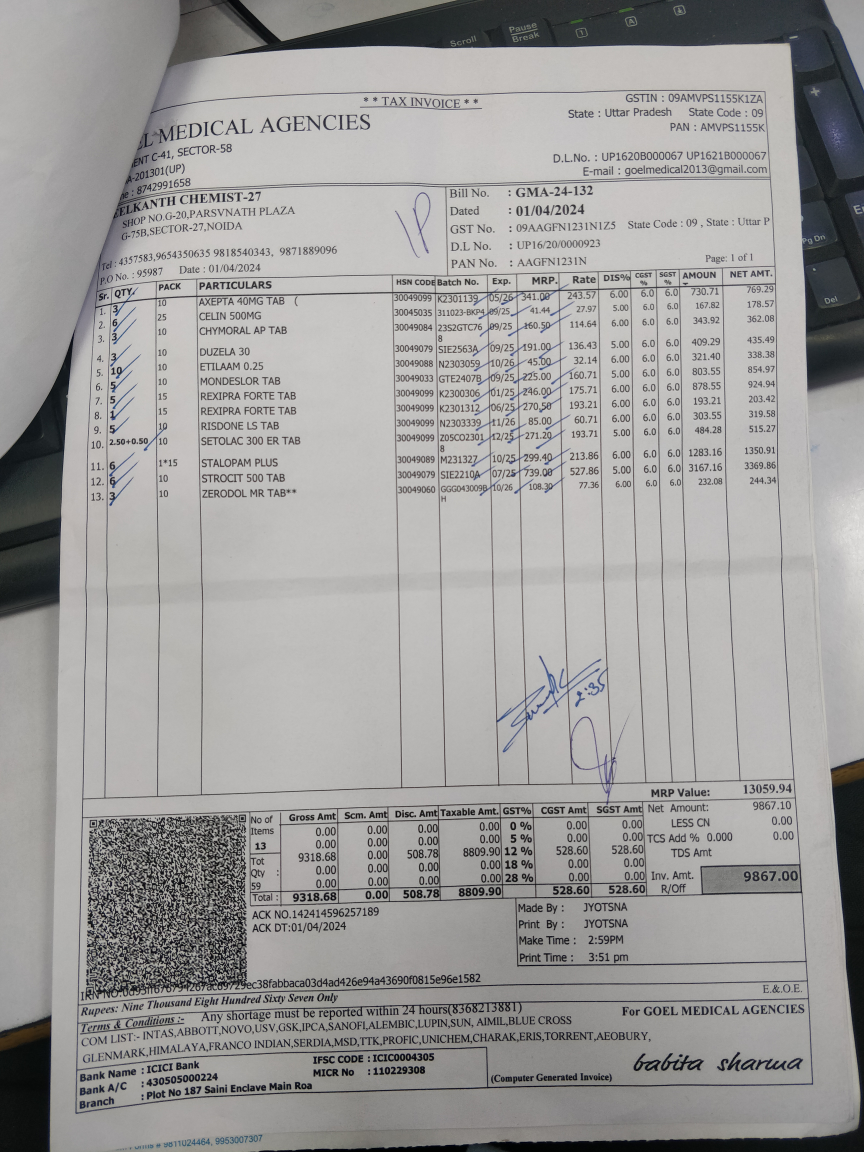 Scroll
Pause
Break
1
A
** TAX INVOICE **
GSTIN : 09AMVPS1155K1ZA
State : Uttar Pradesh State Code : 09
PAN : AMVPS1155K
EL MEDICAL AGENCIES
ENT C-41, SECTOR-58
A-201301(UP)
ne : 8742991658
D.L.No. : UP1620B000067 UP1621B000067
E-mail : goelmedical2013@gmail.com
EELKANTH CHEMIST-27
SHOP NO.G-20,PARSVNATH PLAZA
G-75B,SECTOR-27,NOIDA
Tel : 4357583,9654350635 9818540343, 9871889096
P.O No. : 95987 Date : 01/04/2024
IP
Bill No. : GMA-24-132
Dated : 01/04/2024
GST No. : 09AAGFN1231N1Z5 State Code : 09 , State : Uttar P
D.L No. : UP16/20/0000923
PAN No. : AAGFN1231N Page: 1 of 1
Sr. QTY. PACK PARTICULARS HSN CODE Batch No. Exp. MRP. Rate DIS% CGST % SGST % AMOUN NET AMT.
1. 3 10 AXEPTA 40MG TAB ( 30049099 K2301139 05/26 341.00 243.57 6.00 6.0 6.0 730.71 769.29
2. 6 25 CELIN 500MG 30045035 311023-BKP4 09/25 41.44 27.97 5.00 6.0 6.0 167.82 178.57
3. 3 10 CHYMORAL AP TAB 30049084 23S2GTC76 09/25 160.50 114.64 6.00 6.0 6.0 343.92 362.08
8
4. 3 10 DUZELA 30 30049079 SIE2563A 09/25 191.00 136.43 5.00 6.0 6.0 409.29 435.49
5. 10 10 ETILAAM 0.25 30049088 N2303059 10/26 45.00 32.14 6.00 6.0 6.0 321.40 338.38
6. 5 10 MONDESLOR TAB 30049033 GTE2407B 09/25 225.00 160.71 5.00 6.0 6.0 803.55 854.97
7. 5 15 REXIPRA FORTE TAB 30049099 K2300306 01/25 246.00 175.71 6.00 6.0 6.0 878.55 924.94
8. 1 15 REXIPRA FORTE TAB 30049099 K2301312 06/25 270.50 193.21 6.00 6.0 6.0 193.21 203.42
9. 5 10 RISDONE LS TAB 30049099 N2303339 11/26 85.00 60.71 6.00 6.0 6.0 303.55 319.58
10. 2.50+0.50 10 SETOLAC 300 ER TAB 30049099 Z05CO2301 12/25 271.20 193.71 5.00 6.0 6.0 484.28 515.27
8
11. 6 1*15 STALOPAM PLUS 30049089 M231327 10/25 299.40 213.86 6.00 6.0 6.0 1283.16 1350.91
12. 6 10 STROCIT 500 TAB 30049079 SIE2210A 07/25 739.00 527.86 5.00 6.0 6.0 3167.16 3369.86
13. 3 10 ZERODOL MR TAB** 30049060 GGG043009B 10/26 108.30 77.36 6.00 6.0 6.0 232.08 244.34
H
2:35
MRP Value: 13059.94
No of Items 13
Tot Qty : 59
Gross Amt Scm. Amt Disc. Amt Taxable Amt. GST% CGST Amt SGST Amt
0.00 0.00 0.00 0.00 0 % 0.00 0.00
0.00 0.00 0.00 0.00 5 % 0.00 0.00
9318.68 0.00 508.78 8809.90 12 % 528.60 528.60
0.00 0.00 0.00 0.00 18 % 0.00 0.00
0.00 0.00 0.00 0.00 28 % 0.00 0.00
Total : 9318.68 0.00 508.78 8809.90 528.60 528.60
Net Amount: 9867.10
LESS CN 0.00
TCS Add % 0.000 0.00
TDS Amt
Inv. Amt. 9867.00
R/Off
ACK NO.142414596257189
ACK DT:01/04/2024
Made By : JYOTSNA
Print By : JYOTSNA
Make Time : 2:59PM
Print Time : 3:51 pm
E.&O.E.
Rupees: Nine Thousand Eight Hundred Sixty Seven Only
Terms & Conditions :- Any shortage must be reported within 24 hours(8368213881)
For GOEL MEDICAL AGENCIES
COM LIST:- INTAS,ABBOTT,NOVO,USV,GSK,IPCA,SANOFI,ALEMBIC,LUPIN,SUN, AIMIL,BLUE CROSS
GLENMARK,HIMALAYA,FRANCO INDIAN,SERDIA,MSD,TTK,PROFIC,UNICHEM,CHARAK,ERIS,TORRENT,AEOBURY,
Bank Name : ICICI Bank IFSC CODE : ICIC0004305
Bank A/C : 430505000224 MICR No : 110229308
Branch : Plot No 187 Saini Enclave Main Roa
(Computer Generated Invoice)
babita sharma
# 9811024464, 9953007307
Pg Dn
Del